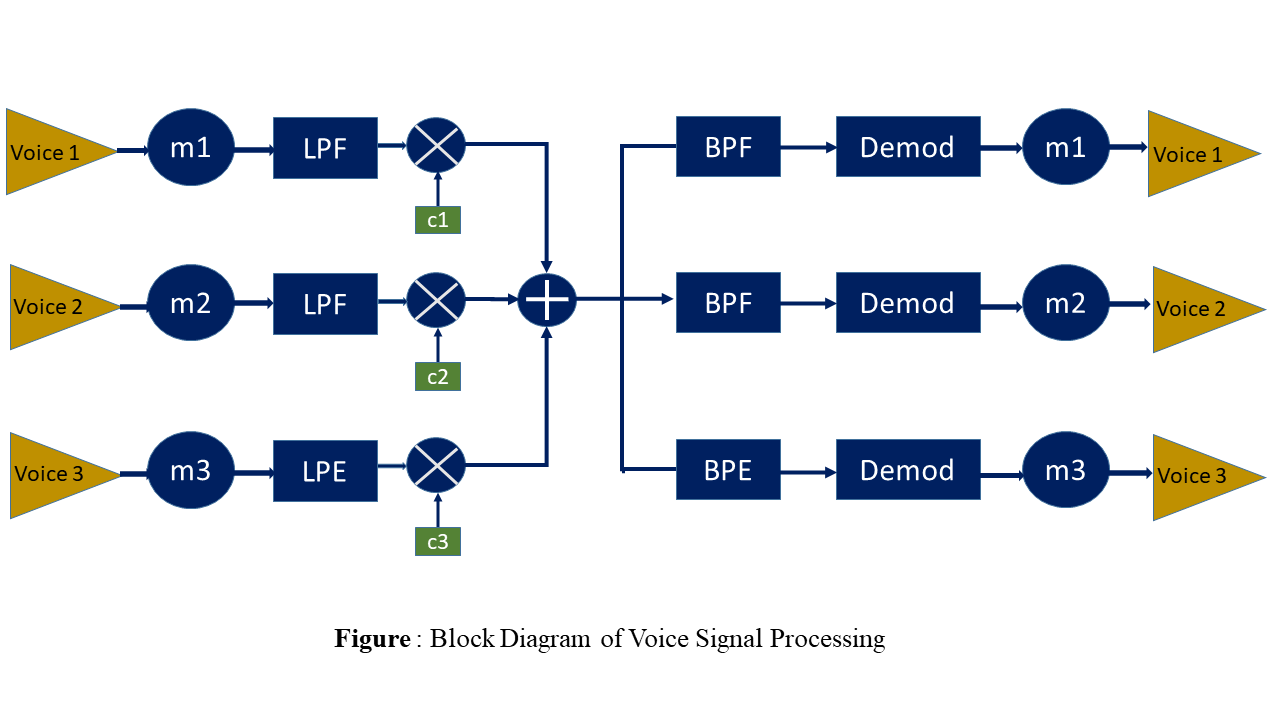 Voice 1 m1 LPF BPF Demod m1 Voice 1
c1
Voice 2 m2 LPF BPF Demod m2 Voice 2
c2
Voice 3 m3 LPE BPE Demod m3 Voice 3
c3
Figure : Block Diagram of Voice Signal Processing